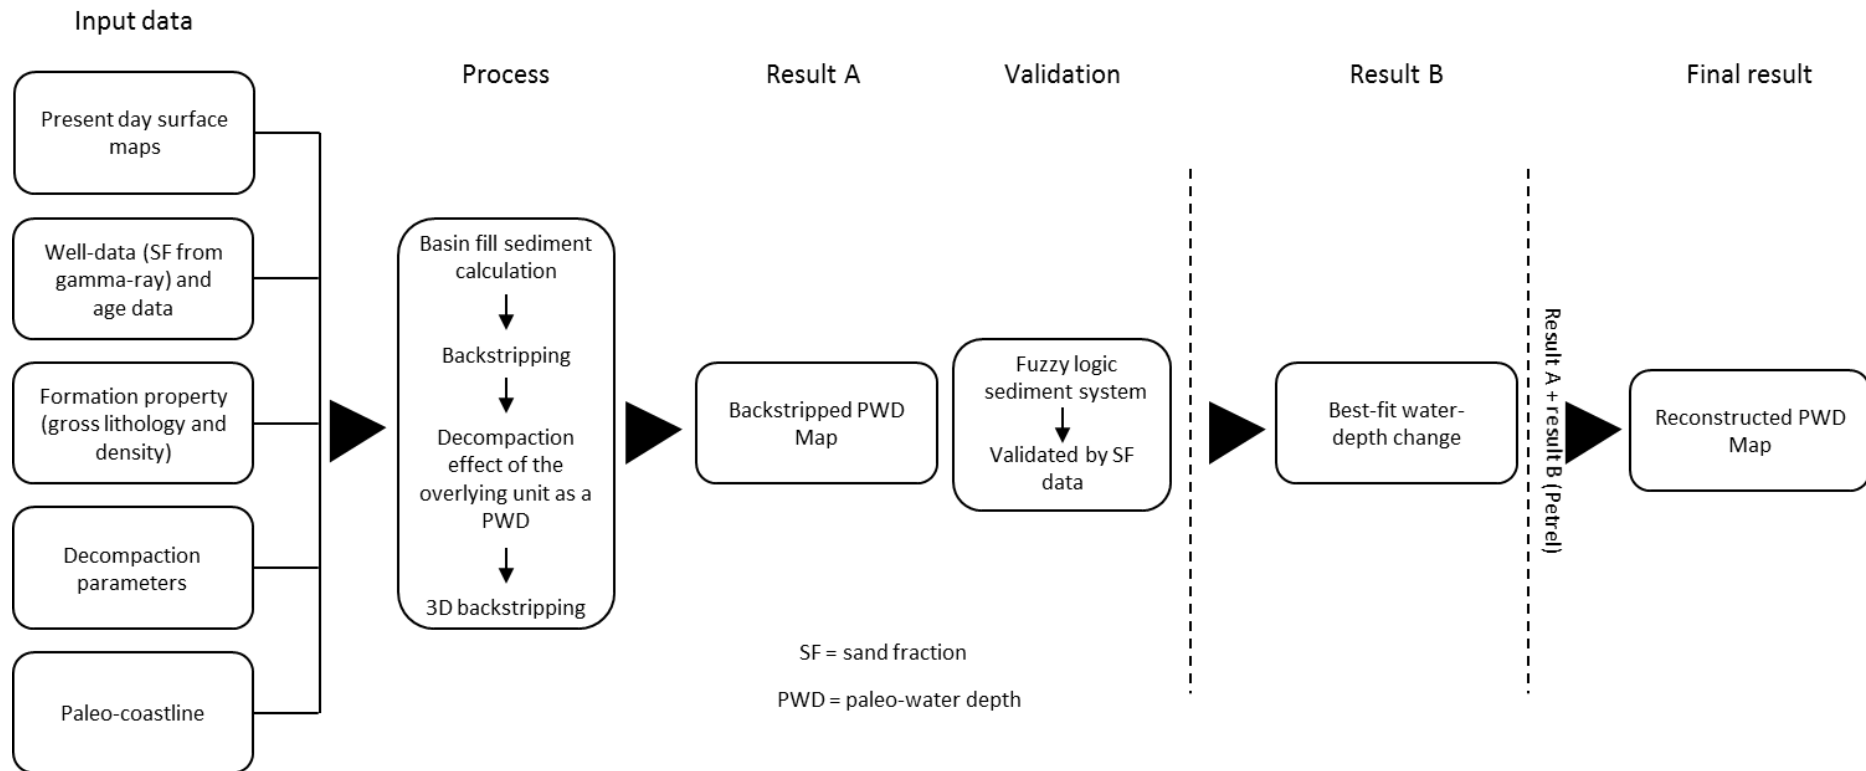 Input data
Process
Result A
Validation
Result B
Final result
Present day surface
maps
Well-data (SF from
gamma-ray) and
age data
Formation property
(gross lithology and
density)
Decompaction
parameters
Paleo-coastline
Basin fill sediment
calculation
Backstripping
Decompaction
effect of the
overlying unit as a
PWD
3D backstripping
Backstripped PWD
Map
Fuzzy logic
sediment system
Validated by SF
data
Best-fit water-
depth change
Result A + result B (Petrel)
Reconstructed PWD
Map
SF = sand fraction
PWD = paleo-water depth